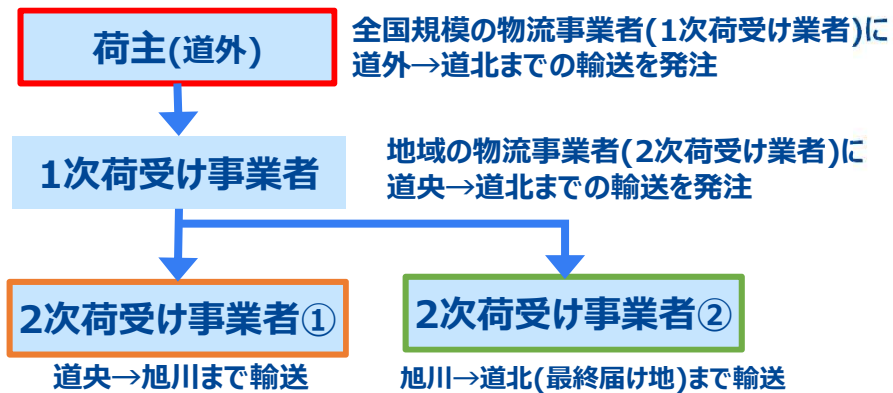 荷主(道外)
全国規模の物流事業者(1次荷受け業者)に
道外→道北までの輸送を発注
1次荷受け事業者
地域の物流事業者(2次荷受け業者)に
道央→道北までの輸送を発注
2次荷受け事業者①
2次荷受け事業者②
道央→旭川まで輸送
旭川→道北(最終届け地)まで輸送